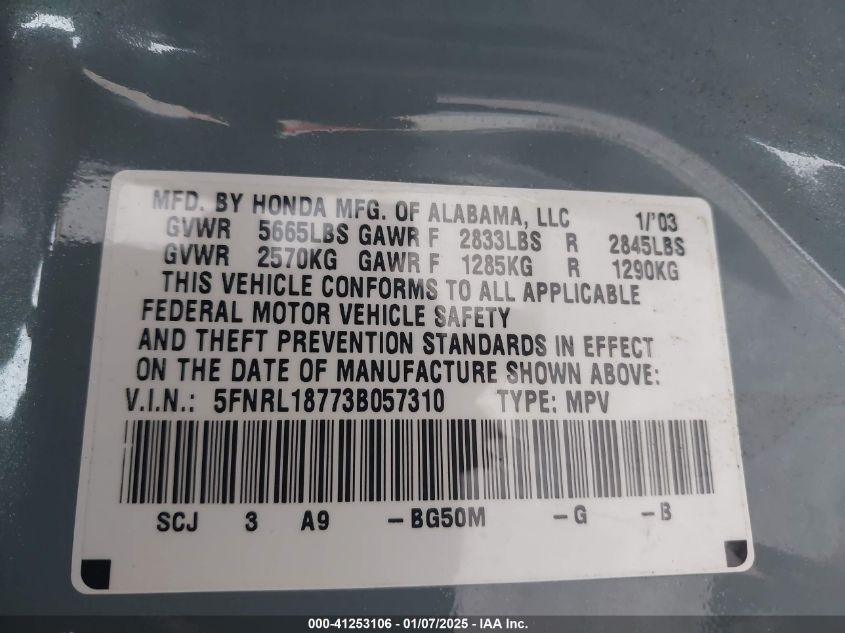 MFD. BY HONDA MFG. OF ALABAMA, LLC 1/'03
GVWR 5665LBS GAWR F 2833LBS R 2845LBS
GVWR 2570KG GAWR F 1285KG R 1290KG
THIS VEHICLE CONFORMS TO ALL APPLICABLE
FEDERAL MOTOR VEHICLE SAFETY
AND THEFT PREVENTION STANDARDS IN EFFECT
ON THE DATE OF MANUFACTURE SHOWN ABOVE:
V.I.N.: 5FNRL18773B057310 TYPE: MPV
SCJ 3 A9 -BG50M -G -B
000-41253106 - 01/07/2025 - IAA Inc.